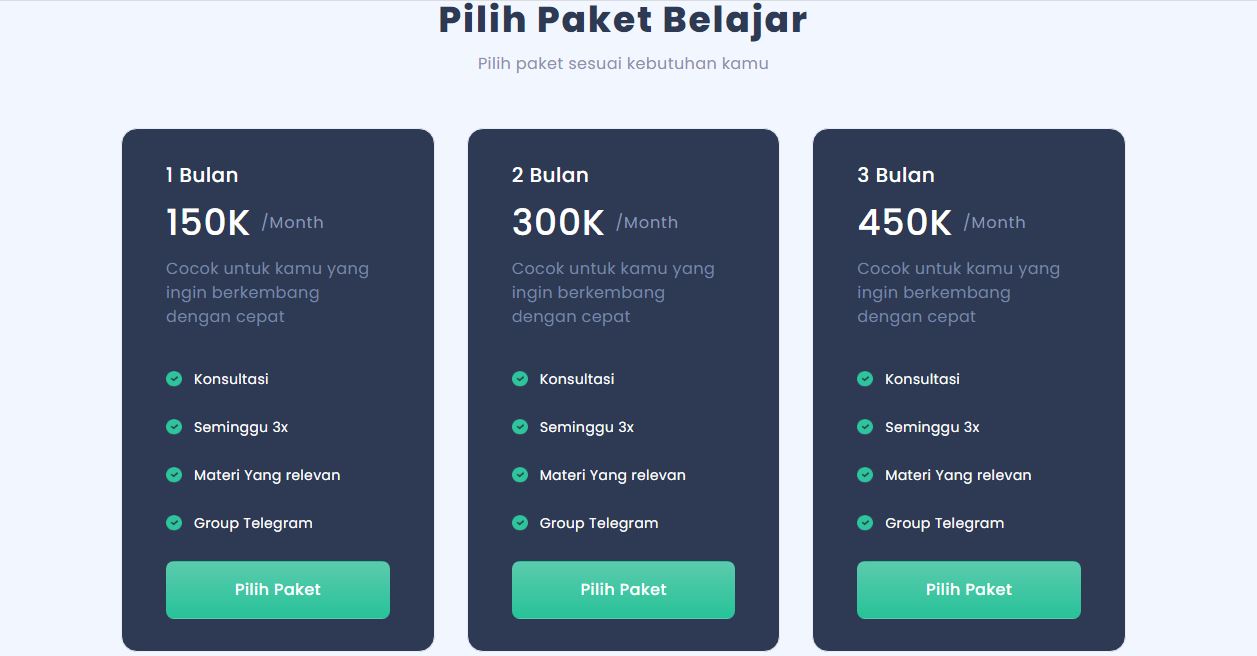 Pilih Paket Belajar
Pilih paket sesuai kebutuhan kamu
1 Bulan
150K /Month
Cocok untuk kamu yang
ingin berkembang
dengan cepat
Konsultasi
Seminggu 3x
Materi Yang relevan
Group Telegram
Pilih Paket
2 Bulan
300K /Month
Cocok untuk kamu yang
ingin berkembang
dengan cepat
Konsultasi
Seminggu 3x
Materi Yang relevan
Group Telegram
Pilih Paket
3 Bulan
450K /Month
Cocok untuk kamu yang
ingin berkembang
dengan cepat
Konsultasi
Seminggu 3x
Materi Yang relevan
Group Telegram
Pilih Paket